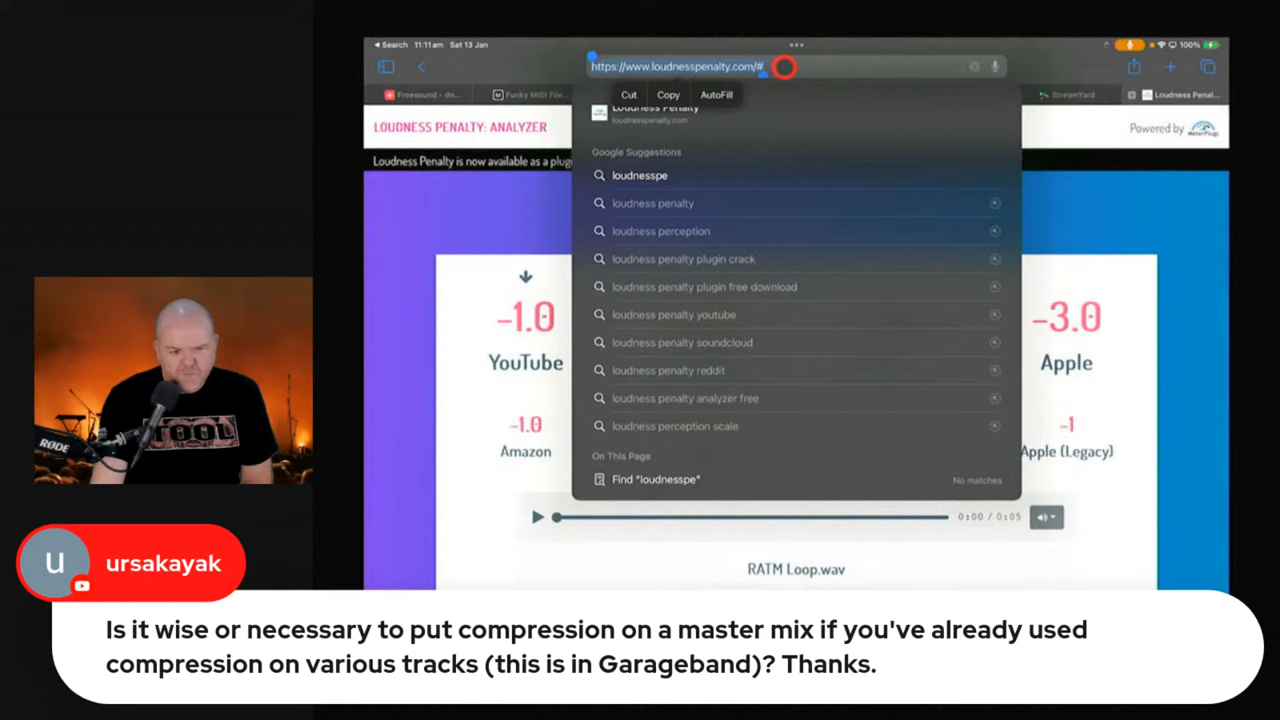 Search 11:11am Sat 13 Jan
100%
https://www.loudnesspenalty.com/#
Freesound - dn...
Funky MIDI File...
Cut Copy AutoFill
StreamYard
Loudness Penal...
LOUDNESS PENALTY: ANALYZER
Loudness Penalty
loudnesspenalty.com
Powered by MeterPlugs
Loudness Penalty is now available as a plug
Google Suggestions
loudnesspe
loudness penalty
loudness perception
loudness penalty plugin crack
loudness penalty plugin free download
loudness penalty youtube
loudness penalty soundcloud
loudness penalty reddit
loudness penalty analyzer free
loudness perception scale
On This Page
Find "loudnesspe"
No matches
-1.0
YouTube
-1.0
Amazon
-3.0
Apple
-1
Apple (Legacy)
0:00 / 0:05
RATM Loop.wav
TOOL
RØDE
u
ursakayak
Is it wise or necessary to put compression on a master mix if you've already used
compression on various tracks (this is in Garageband)? Thanks.